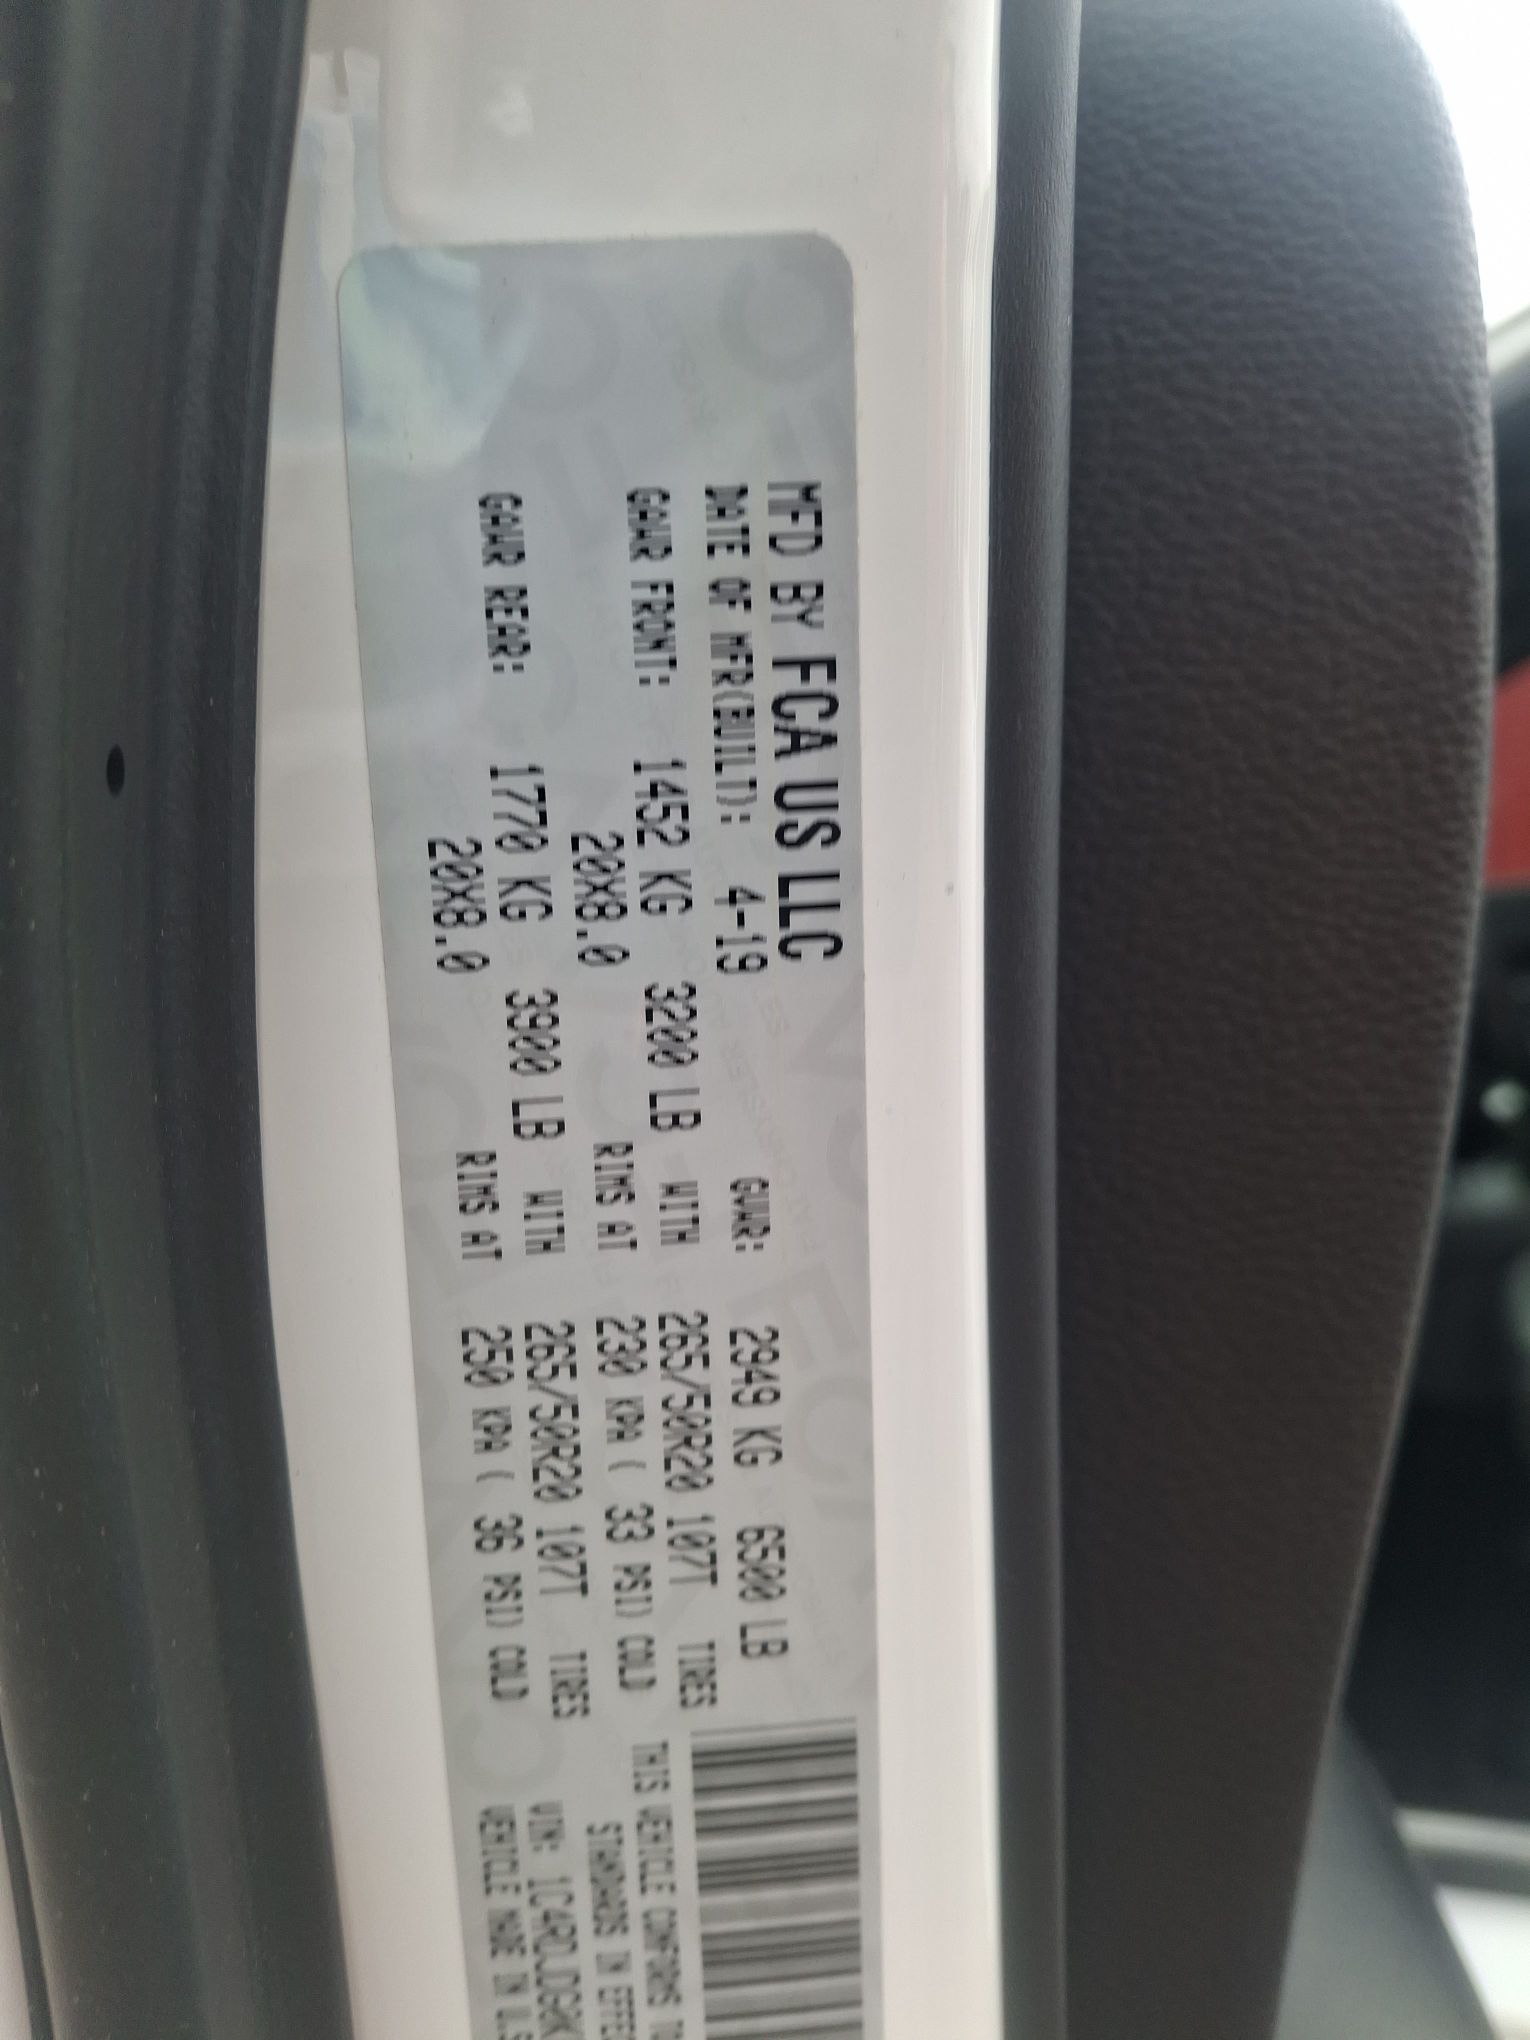 MFD BY FCA US LLC
DATE OF MFR(BUILT): 4-19 GVWR: 2949 KG 6500 LB
GAWR FRONT: 1452 KG 3200 LB WITH 265/50R20 107T TIRES
20X8.0 RIMS AT 230 KPA ( 33 PSI) COLD
GAWR REAR: 1770 KG 3900 LB WITH 265/50R20 107T TIRES
20X8.0 RIMS AT 250 KPA ( 36 PSI) COLD
THIS VEHICLE CONFORMS TO
STANDARDS IN
VIN:
VEHICLE MADE IN